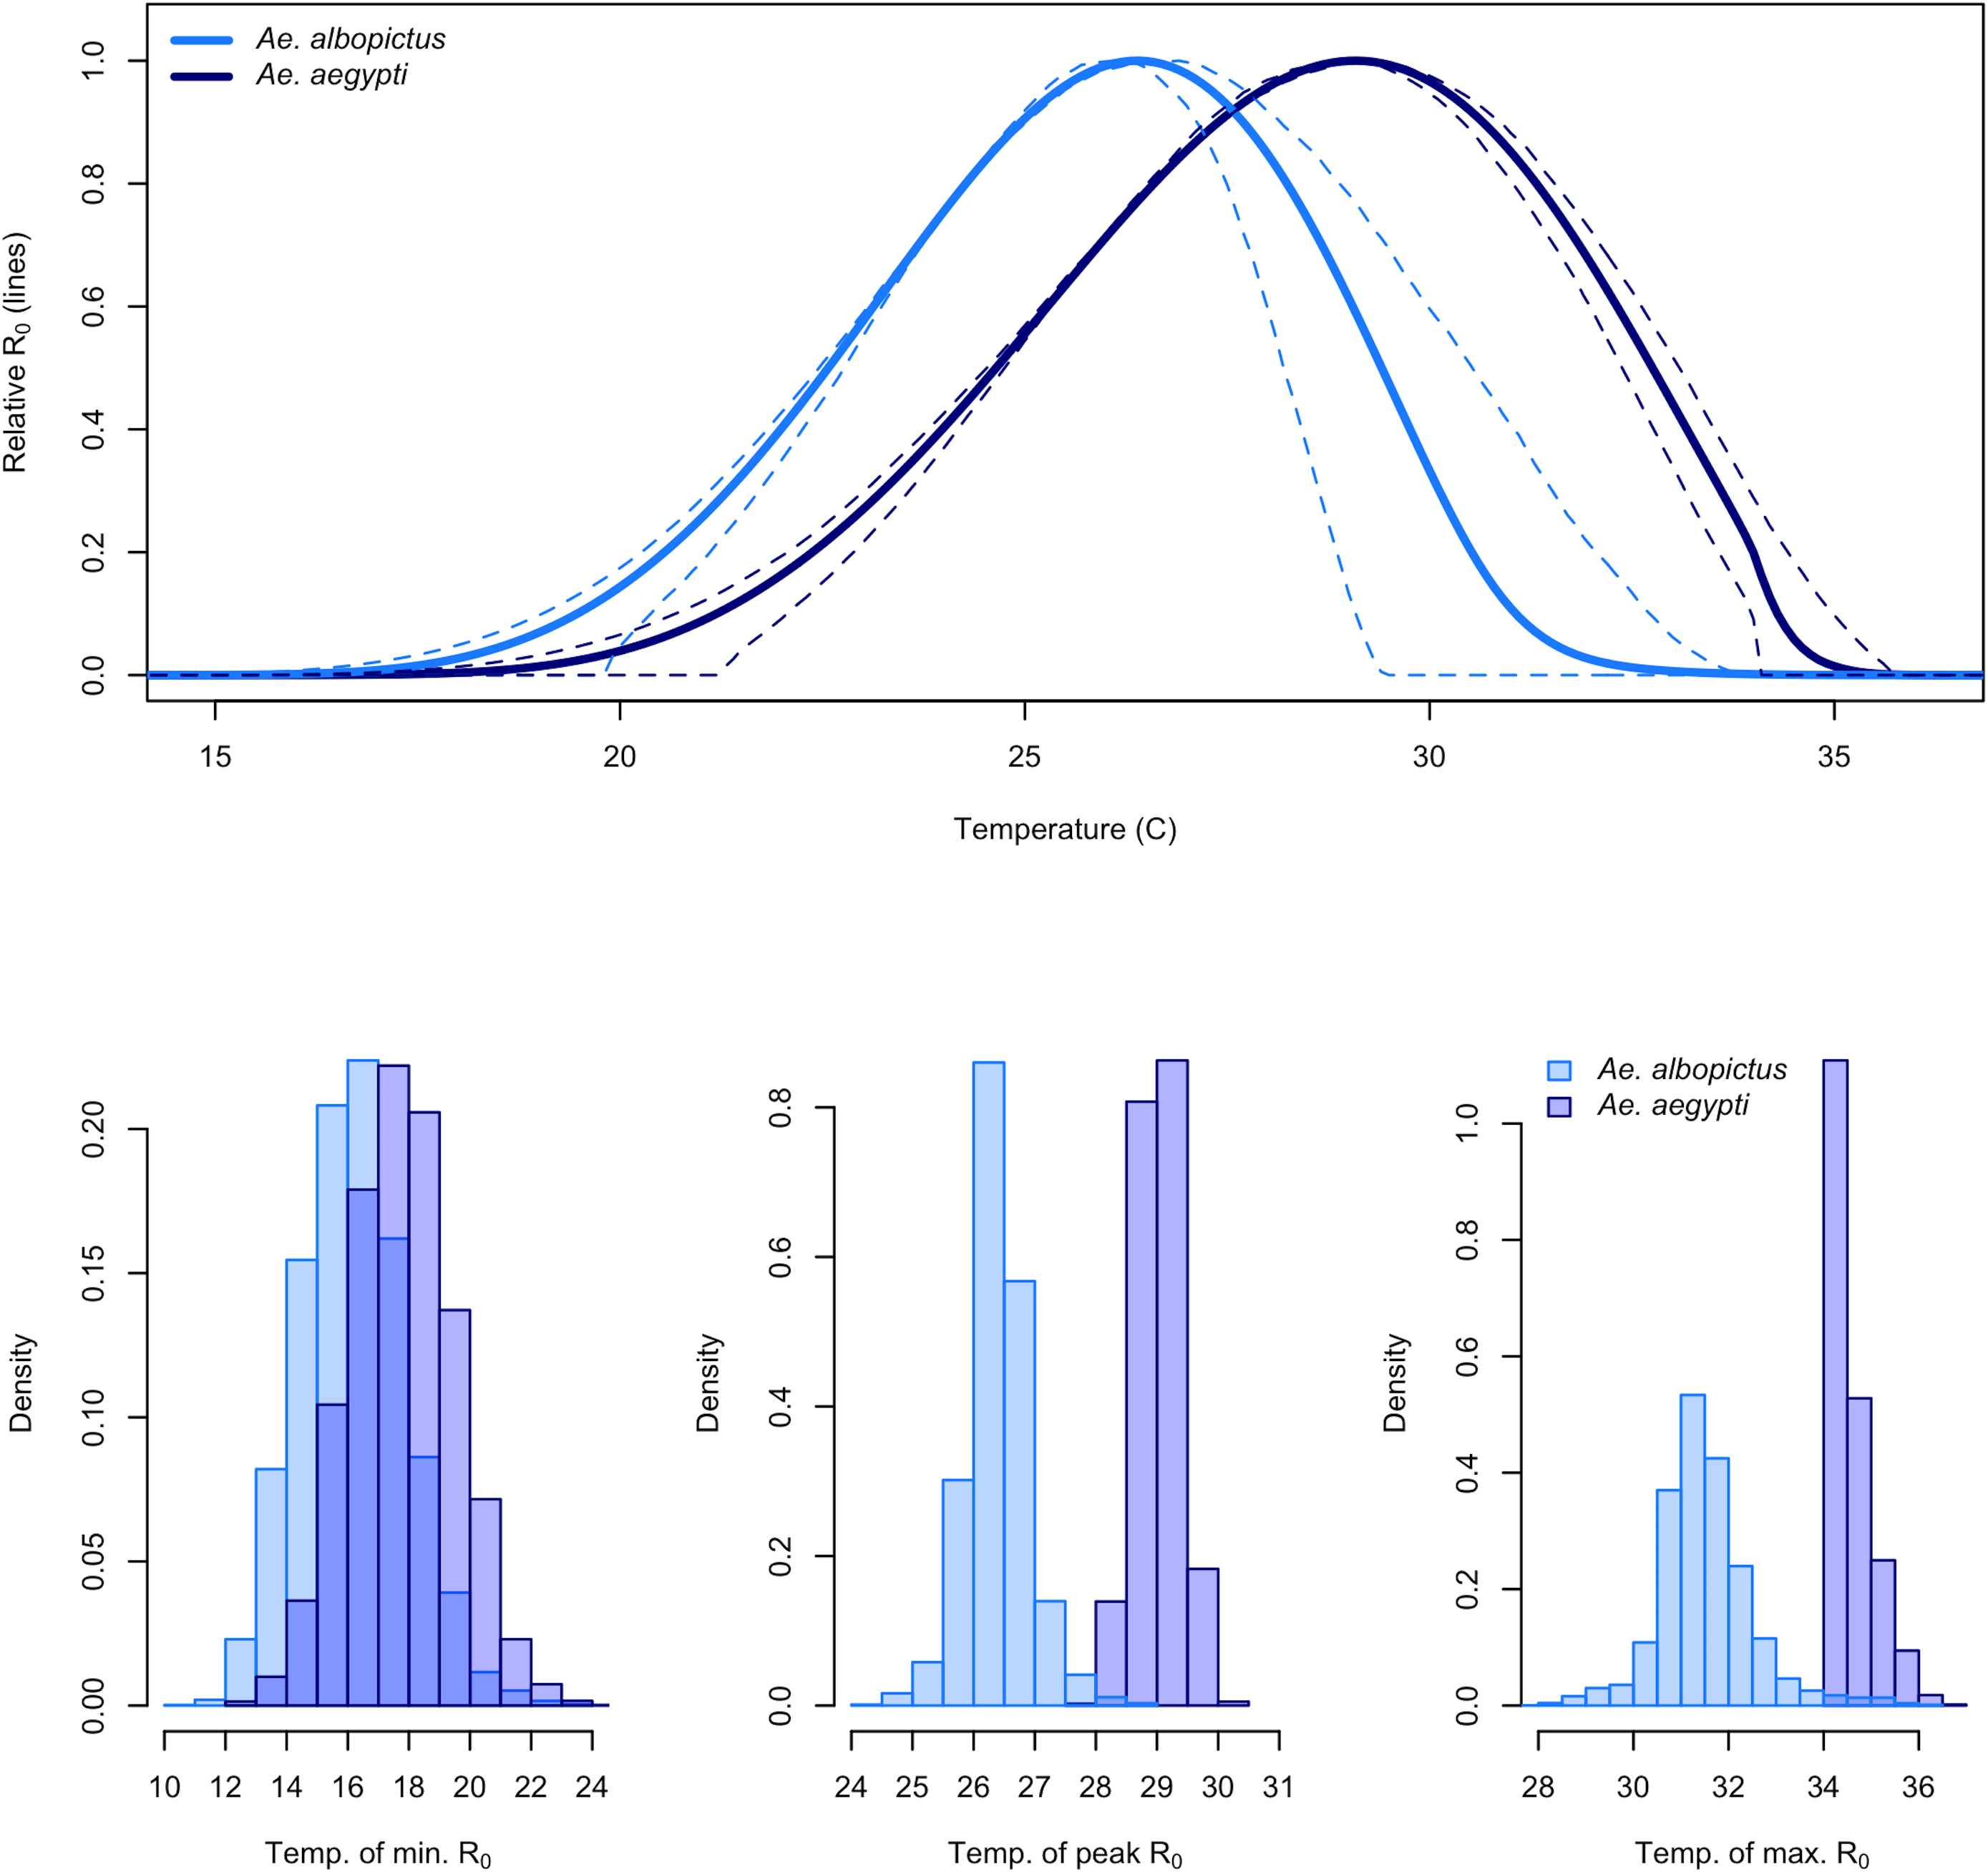 Ae. albopictus
Ae. aegypti
Relative R0 (lines)
0.0 0.2 0.4 0.6 0.8 1.0
15 20 25 30 35
Temperature (C)
Density
0.00 0.05 0.10 0.15 0.20
10 12 14 16 18 20 22 24
Temp. of min. R0
Density
0.0 0.2 0.4 0.6 0.8
24 25 26 27 28 29 30 31
Temp. of peak R0
Ae. albopictus
Ae. aegypti
Density
0.0 0.2 0.4 0.6 0.8 1.0
28 30 32 34 36
Temp. of max. R0